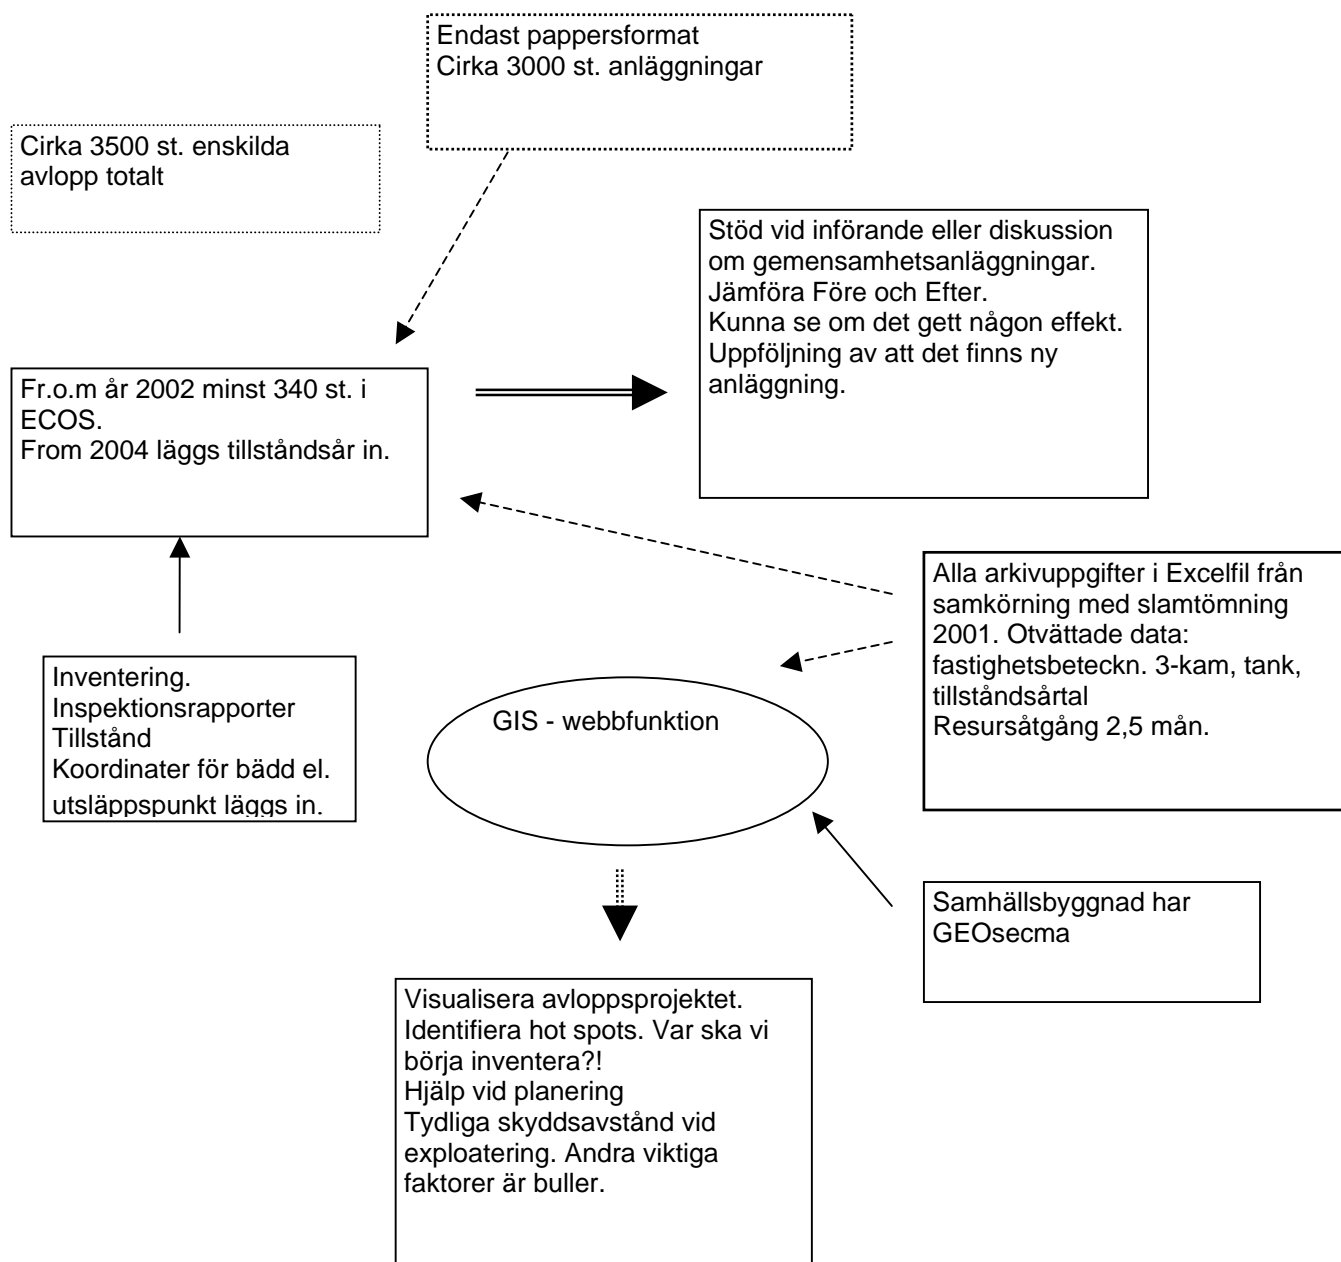 Endast pappersformat
Cirka 3000 st. anläggningar
Cirka 3500 st. enskilda
avlopp totalt
Stöd vid införande eller diskussion
om gemensamhetsanläggningar.
Jämföra Före och Efter.
Kunna se om det gett någon effekt.
Uppföljning av att det finns ny
anläggning.
Fr.o.m år 2002 minst 340 st. i
ECOS.
From 2004 läggs tillståndsår in.
Alla arkivuppgifter i Excelfil från
samkörning med slamtömning
2001. Otvättade data:
fastighetsbeteckn. 3-kam, tank,
tillståndsårtal
Resursåtgång 2,5 mån.
Inventering.
Inspektionsrapporter
Tillstånd
Koordinater för bädd el.
utsläppspunkt läggs in.
GIS - webbfunktion
Samhällsbyggnad har
GEOsecma
Visualisera avloppsprojektet.
Identifiera hot spots. Var ska vi
börja inventera?!
Hjälp vid planering
Tydliga skyddsavstånd vid
exploatering. Andra viktiga
faktorer är buller.